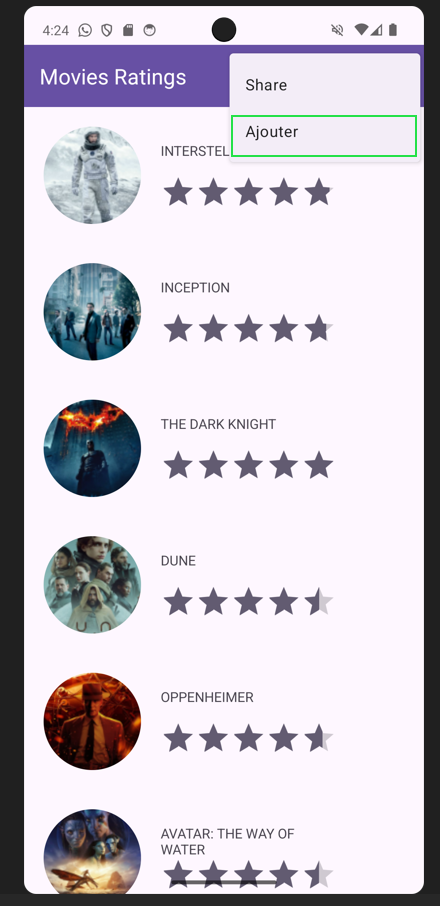 4:24
Movies Ratings
Share
Ajouter
INTERSTEL
INCEPTION
THE DARK KNIGHT
DUNE
OPPENHEIMER
AVATAR: THE WAY OF
WATER